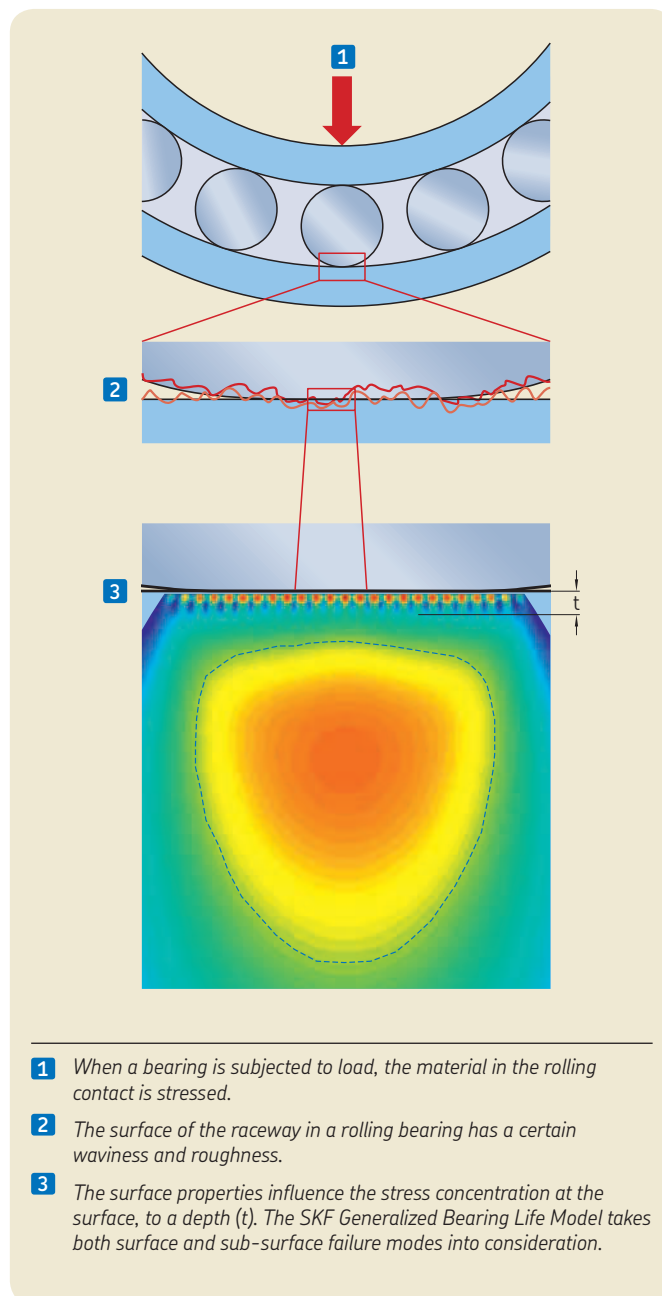 1
2
3
t
1 When a bearing is subjected to load, the material in the rolling
contact is stressed.
2 The surface of the raceway in a rolling bearing has a certain
waviness and roughness.
3 The surface properties influence the stress concentration at the
surface, to a depth (t). The SKF Generalized Bearing Life Model takes
both surface and sub-surface failure modes into consideration.